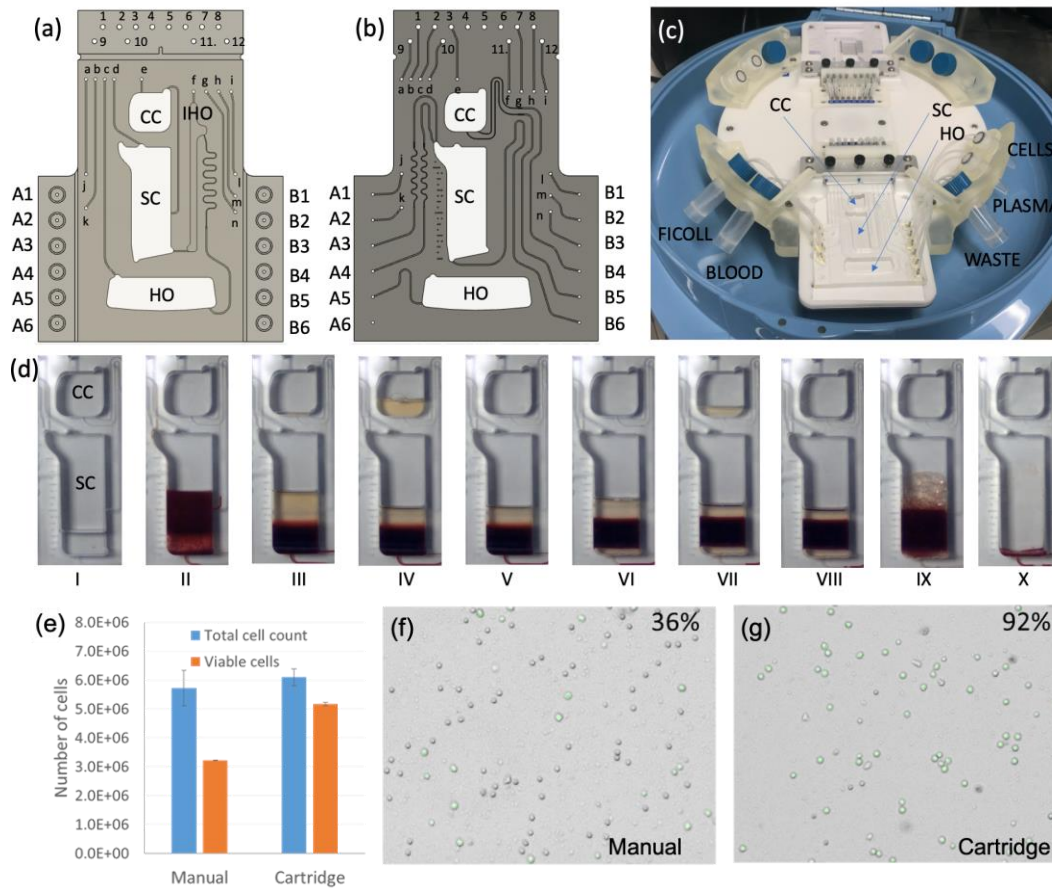 (a)
1 2 3 4 5 6 7 8
9 10 11. 12
a b c d e f g h i
CC IHO
SC
j k l m n
HO
A1
A2
A3
A4
A5
A6
B1
B2
B3
B4
B5
B6
(b)
1 2 3 4 5 6 7 8
9 10 11. 12
a b c d e f g h i
CC
SC
j k l m n
HO
A1
A2
A3
A4
A5
A6
B1
B2
B3
B4
B5
B6
(c)
CC SC
HO
CELLS
PLASMA
FICOLL
BLOOD WASTE
(d)
CC
SC
I II III IV V VI VII VIII IX X
(e)
8.0E+06
7.0E+06
6.0E+06
5.0E+06
4.0E+06
3.0E+06
2.0E+06
1.0E+06
0.0E+00
Number of cells
Total cell count
Viable cells
Manual Cartridge
(f) 36%
Manual
(g) 92%
Cartridge